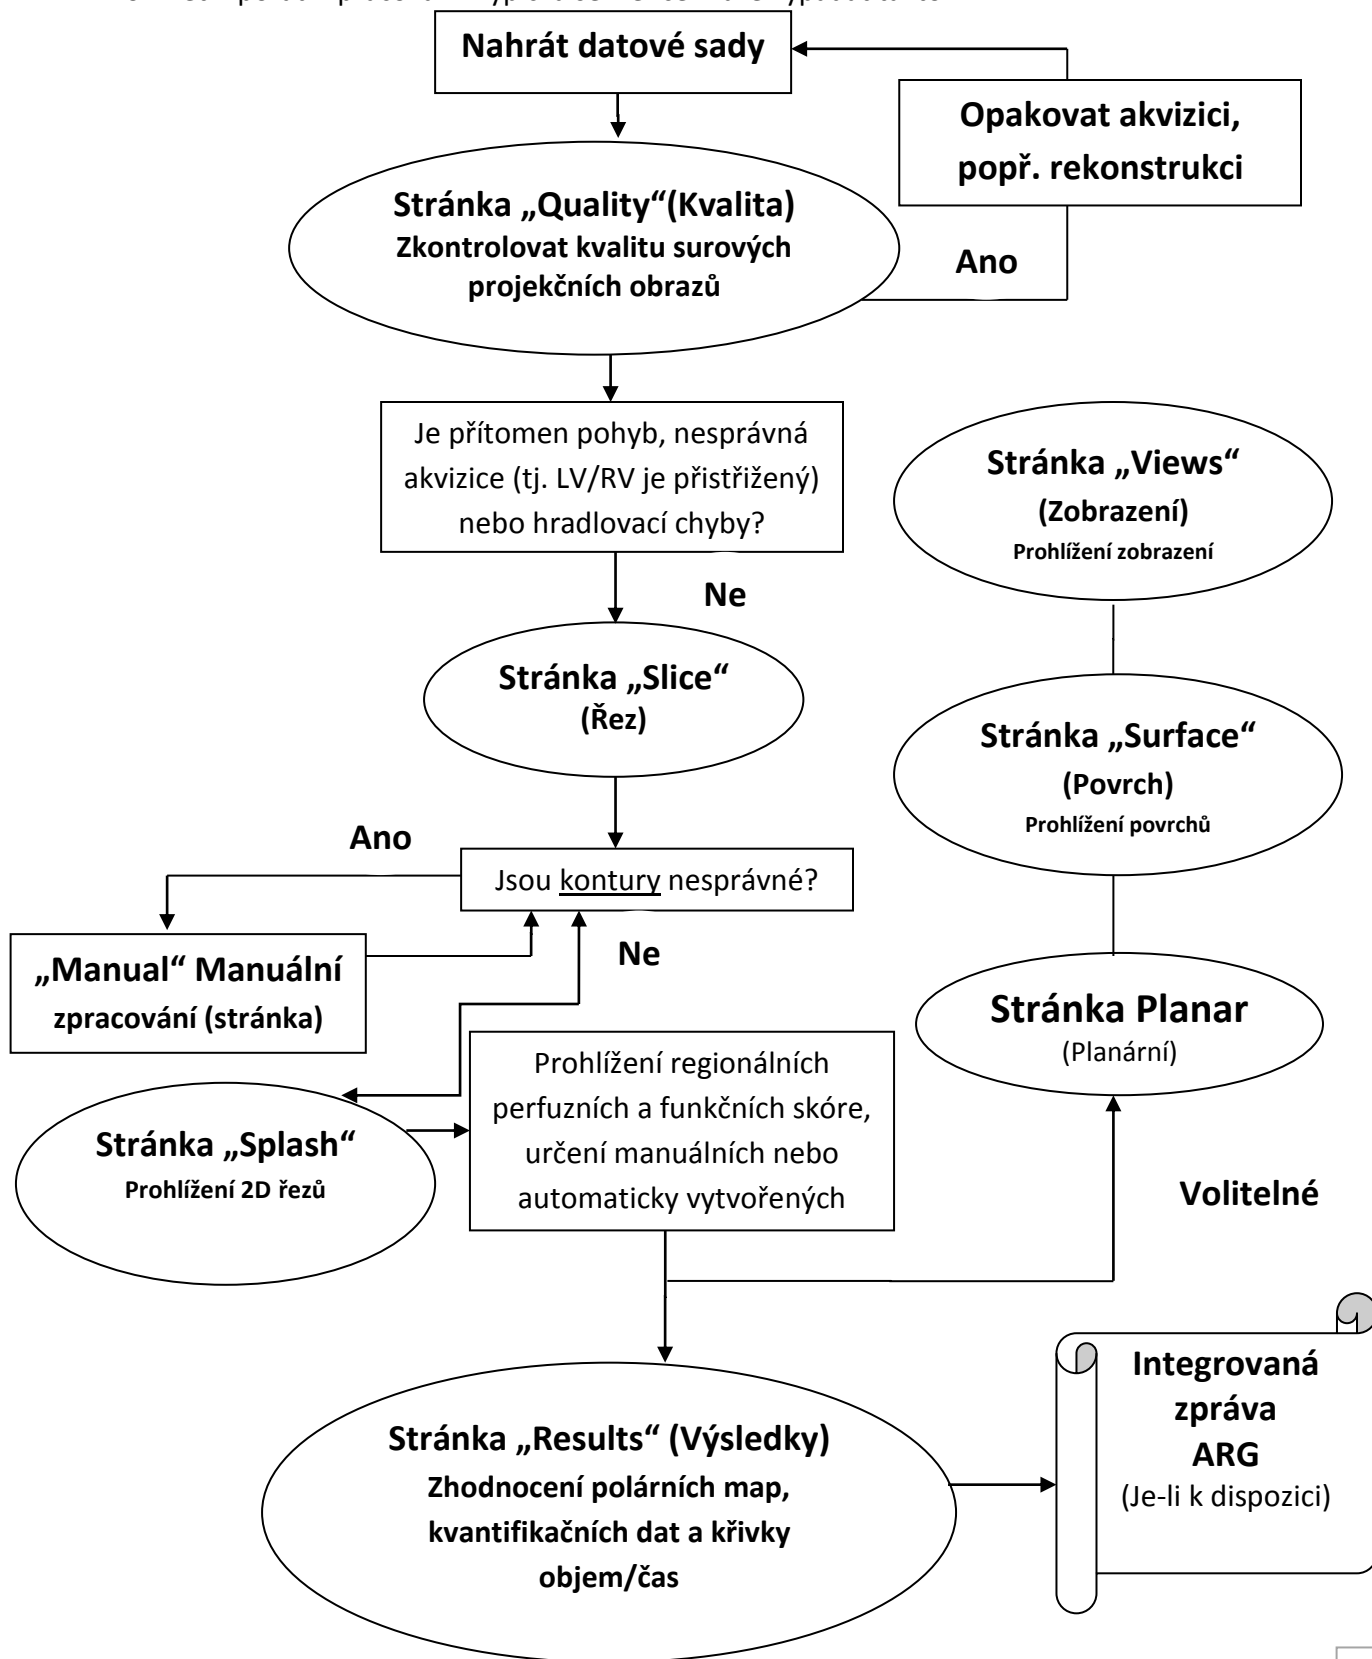 Nahrát datové sady
Opakovat akvizici,
popř. rekonstrukci
Stránka „Quality“(Kvalita)
Zkontrolovat kvalitu surových
projekčních obrazů
Ano
Je přítomen pohyb, nesprávná
akvizice (tj. LV/RV je přistřižený)
nebo hradlovací chyby?
Ne
Stránka „Slice“
(Řez)
Stránka „Views“
(Zobrazení)
Prohlížení zobrazení
Stránka „Surface“
(Povrch)
Prohlížení povrchů
Ano
Jsou kontury nesprávné?
Ne
„Manual“ Manuální
zpracování (stránka)
Stránka Planar
(Planární)
Stránka „Splash“
Prohlížení 2D řezů
Prohlížení regionálních
perfuzních a funkčních skóre,
určení manuálních nebo
automaticky vytvořených
Volitelné
Stránka „Results“ (Výsledky)
Zhodnocení polárních map,
kvantifikačních dat a křivky
objem/čas
Integrovaná
zpráva
ARG
(Je-li k dispozici)